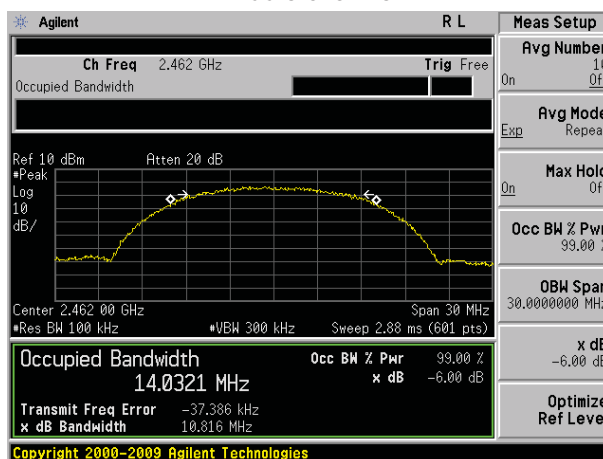 Agilent R L Meas Setup
Ch Freq 2.462 GHz Trig Free
Occupied Bandwidth
Avg Number
On
Avg Mode
Exp Repeat
Max Hold
On
Ref 10 dBm Atten 20 dB
#Peak
Log
10
dB/
Occ BW % Pwr
99.00 %
OBW Span
30.0000000 MHz
Center 2.462 00 GHz Span 30 MHz
#Res BW 100 kHz #VBW 300 kHz Sweep 2.88 ms (601 pts)
Occupied Bandwidth Occ BW % Pwr 99.00 %
14.0321 MHz x dB -6.00 dB
Transmit Freq Error -37.386 kHz
x dB Bandwidth 10.816 MHz
x dB
-6.00 dB
Optimize
Ref Level
Copyright 2000-2009 Agilent Technologies